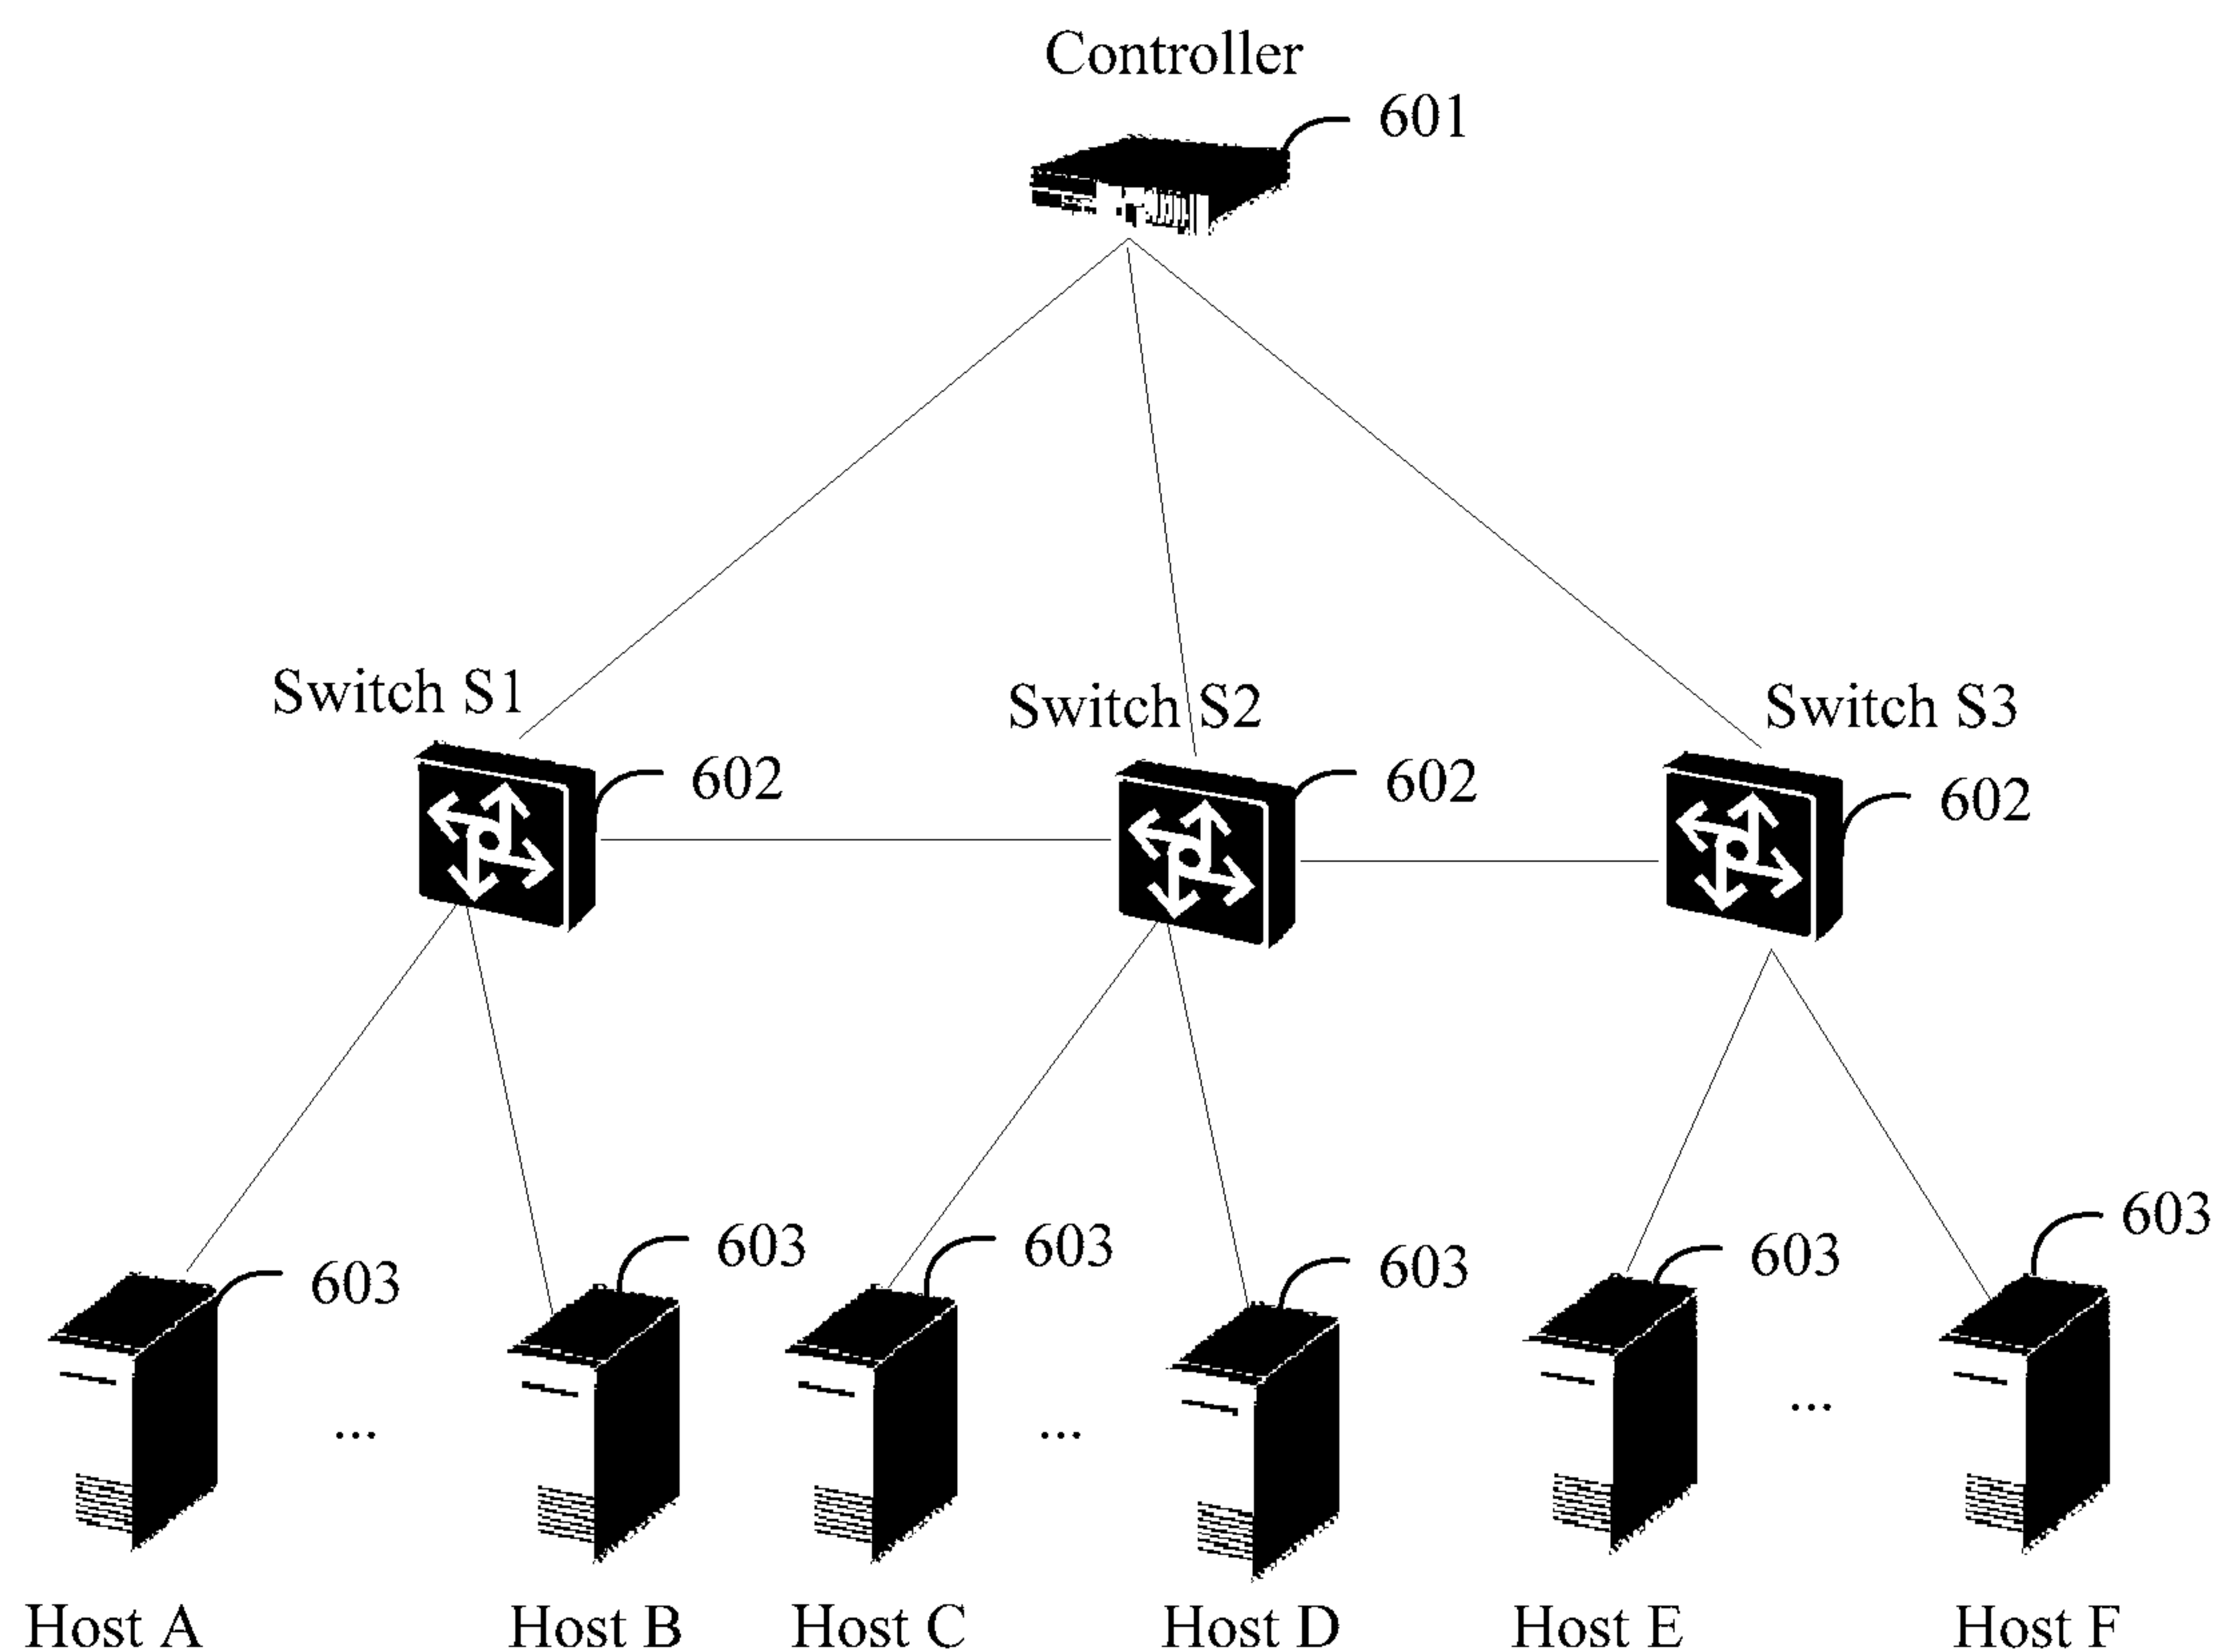 Controller
601
Switch S1
Switch S2
Switch S3
602
602
602
603
603
603
603
603
603
...
...
...
Host A
Host B
Host C
Host D
Host E
Host F